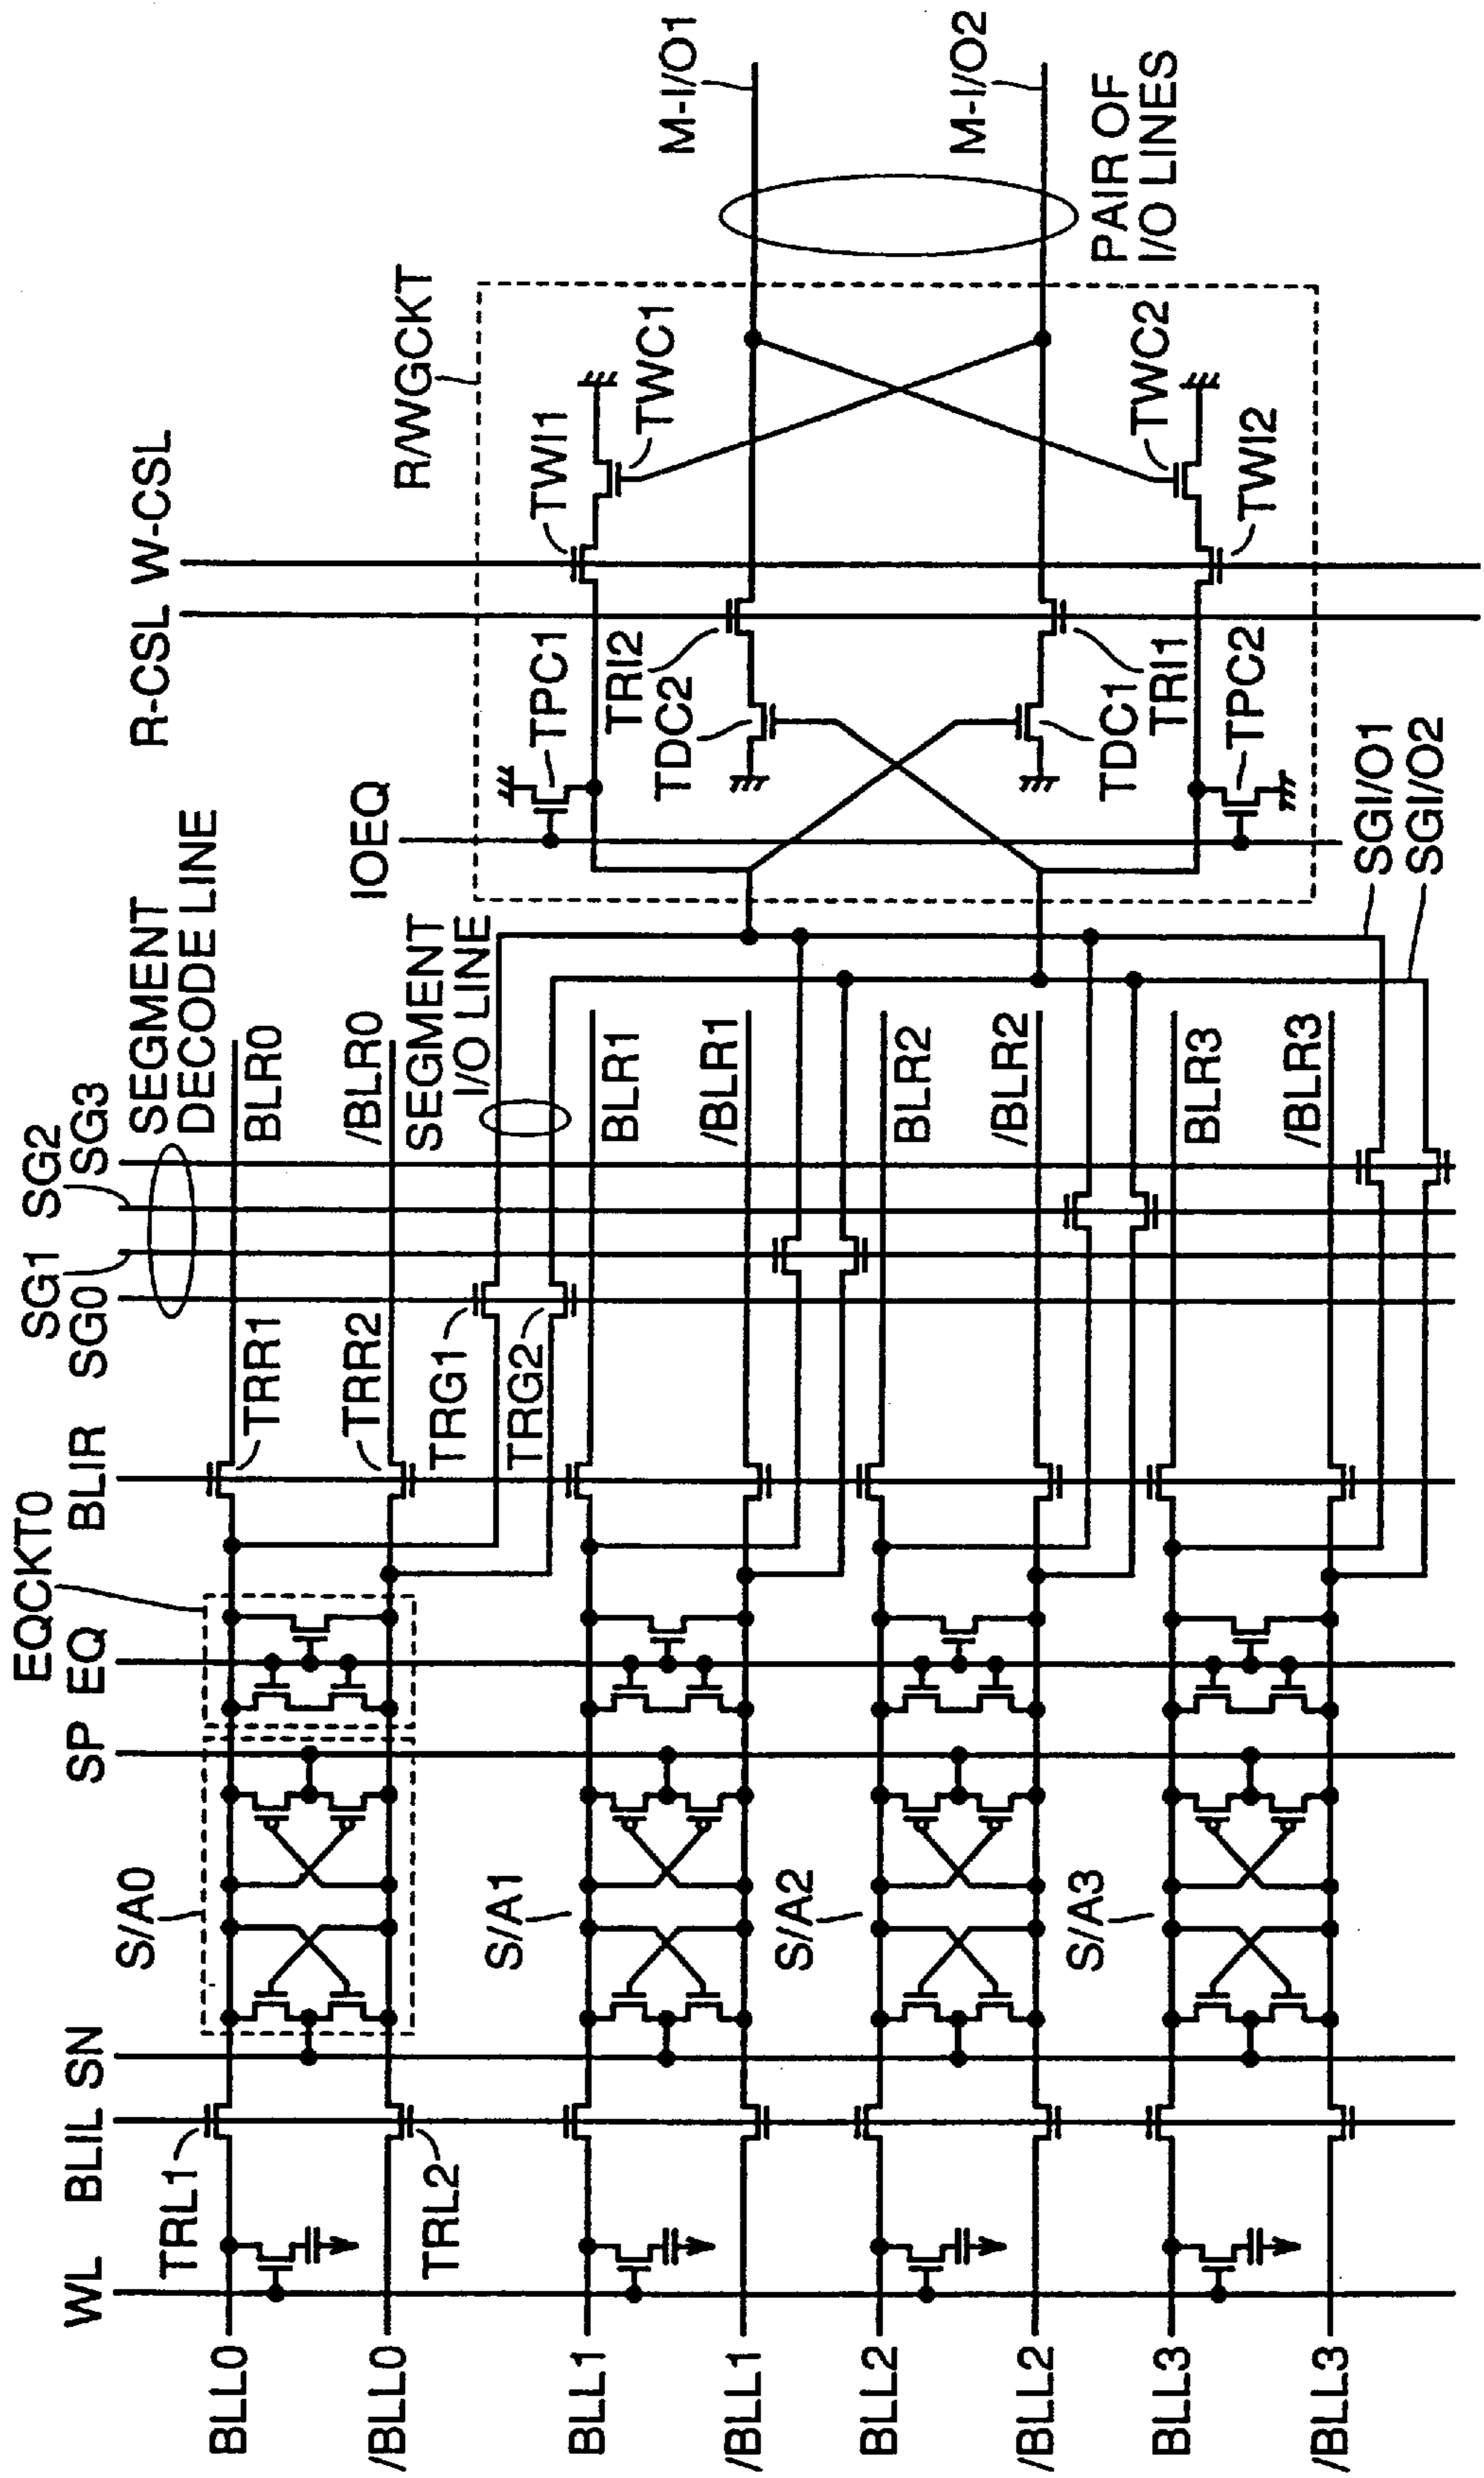 WL
BLIL
SN
SP
EQ
EQCKT0
BLIR
SG0
SG1
SG2
SG3
SEGMENT
DECODE LINE
IOEQ
R-CSL
W-CSL
R/WGCKT
TRL1
TRL2
S/A0
TRR1
TRR2
BLR0
/BLR0
BLL0
/BLL0
TRG1
TRG2
SEGMENT
I/O LINE
TPC1
TWI1
TWC1
TRI2
TDC2
M-I/O1
M-I/O2
PAIR OF
I/O LINES
TDC1
TRI1
TPC2
TWC2
TWI2
SGI/O1
SGI/O2
BLL1
/BLL1
S/A1
BLR1
/BLR1
BLL2
/BLL2
S/A2
BLR2
/BLR2
BLL3
/BLL3
S/A3
BLR3
/BLR3